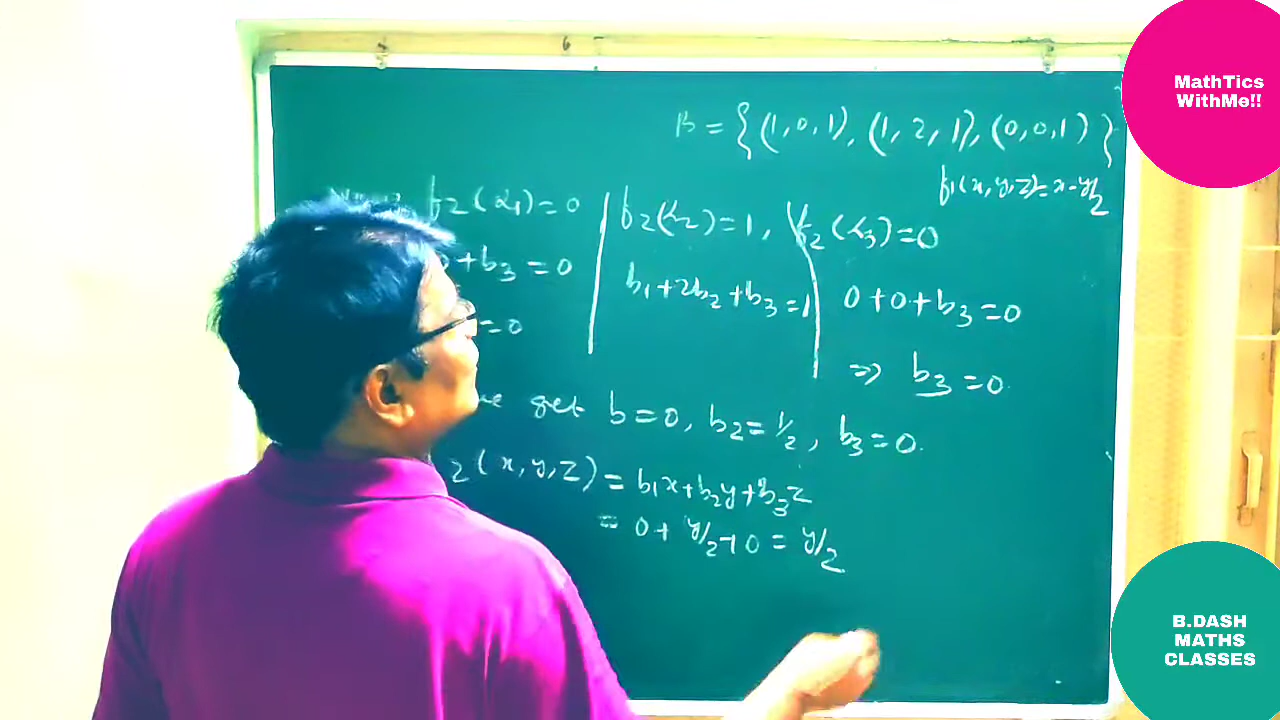 B = {(1,0,1), (1,2,1), (0,0,1)}
f1(x,y,z)=x-y/2
f2(α1)=0
f2(α2)=1, f2(α3)=0
+b3 =0
b1+2b2+b3=1
0+0+b3=0
=0
⇒ b3 =0.
get b=0, b2=1/2, b3=0.
2(x,y,z) = b1x+b2y+b3z
= 0+ y/2+0 = y/2
MathTics
WithMe!!
B.DASH
MATHS
CLASSES